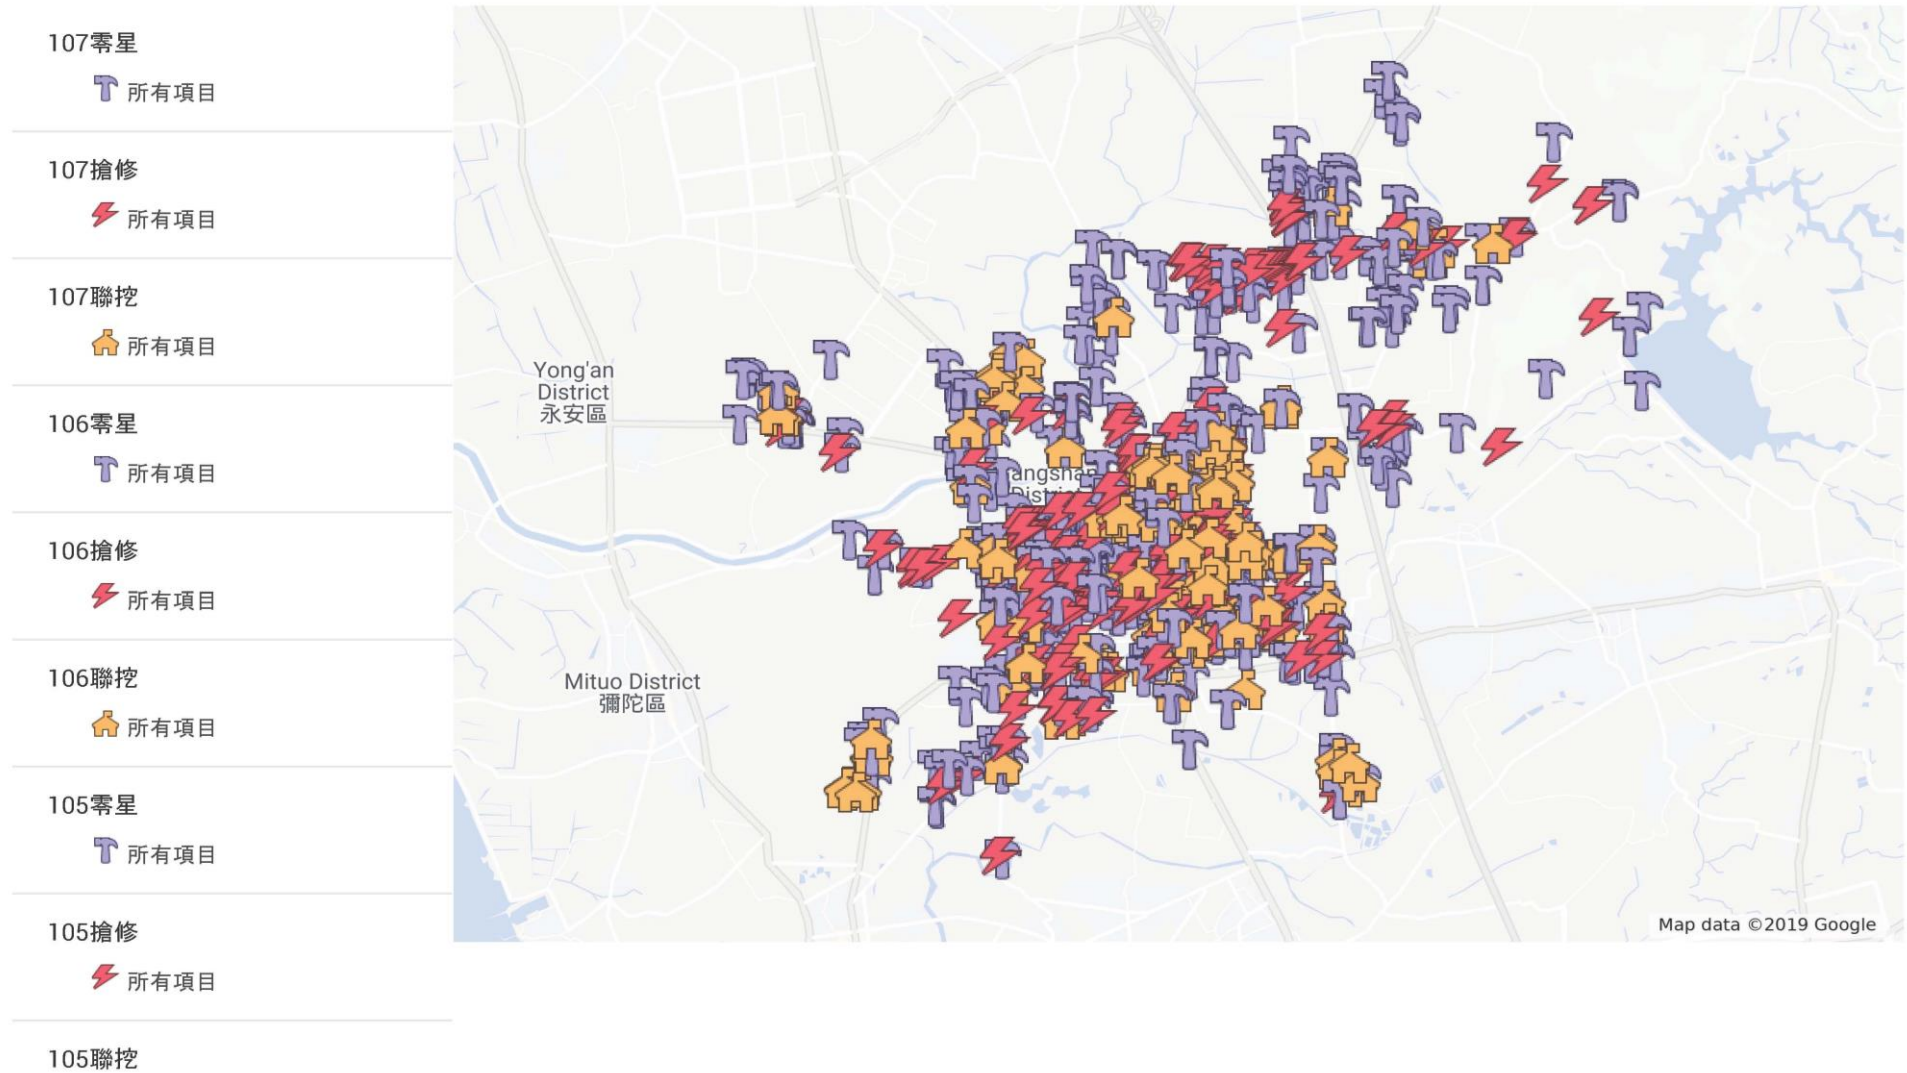 107零星
所有項目
107搶修
所有項目
107聯挖
所有項目
106零星
所有項目
106搶修
所有項目
106聯挖
所有項目
105零星
所有項目
105搶修
所有項目
105聯挖
Yong'an
District
永安區
angshan
District
Mituo District
彌陀區
Map data ©2019 Google